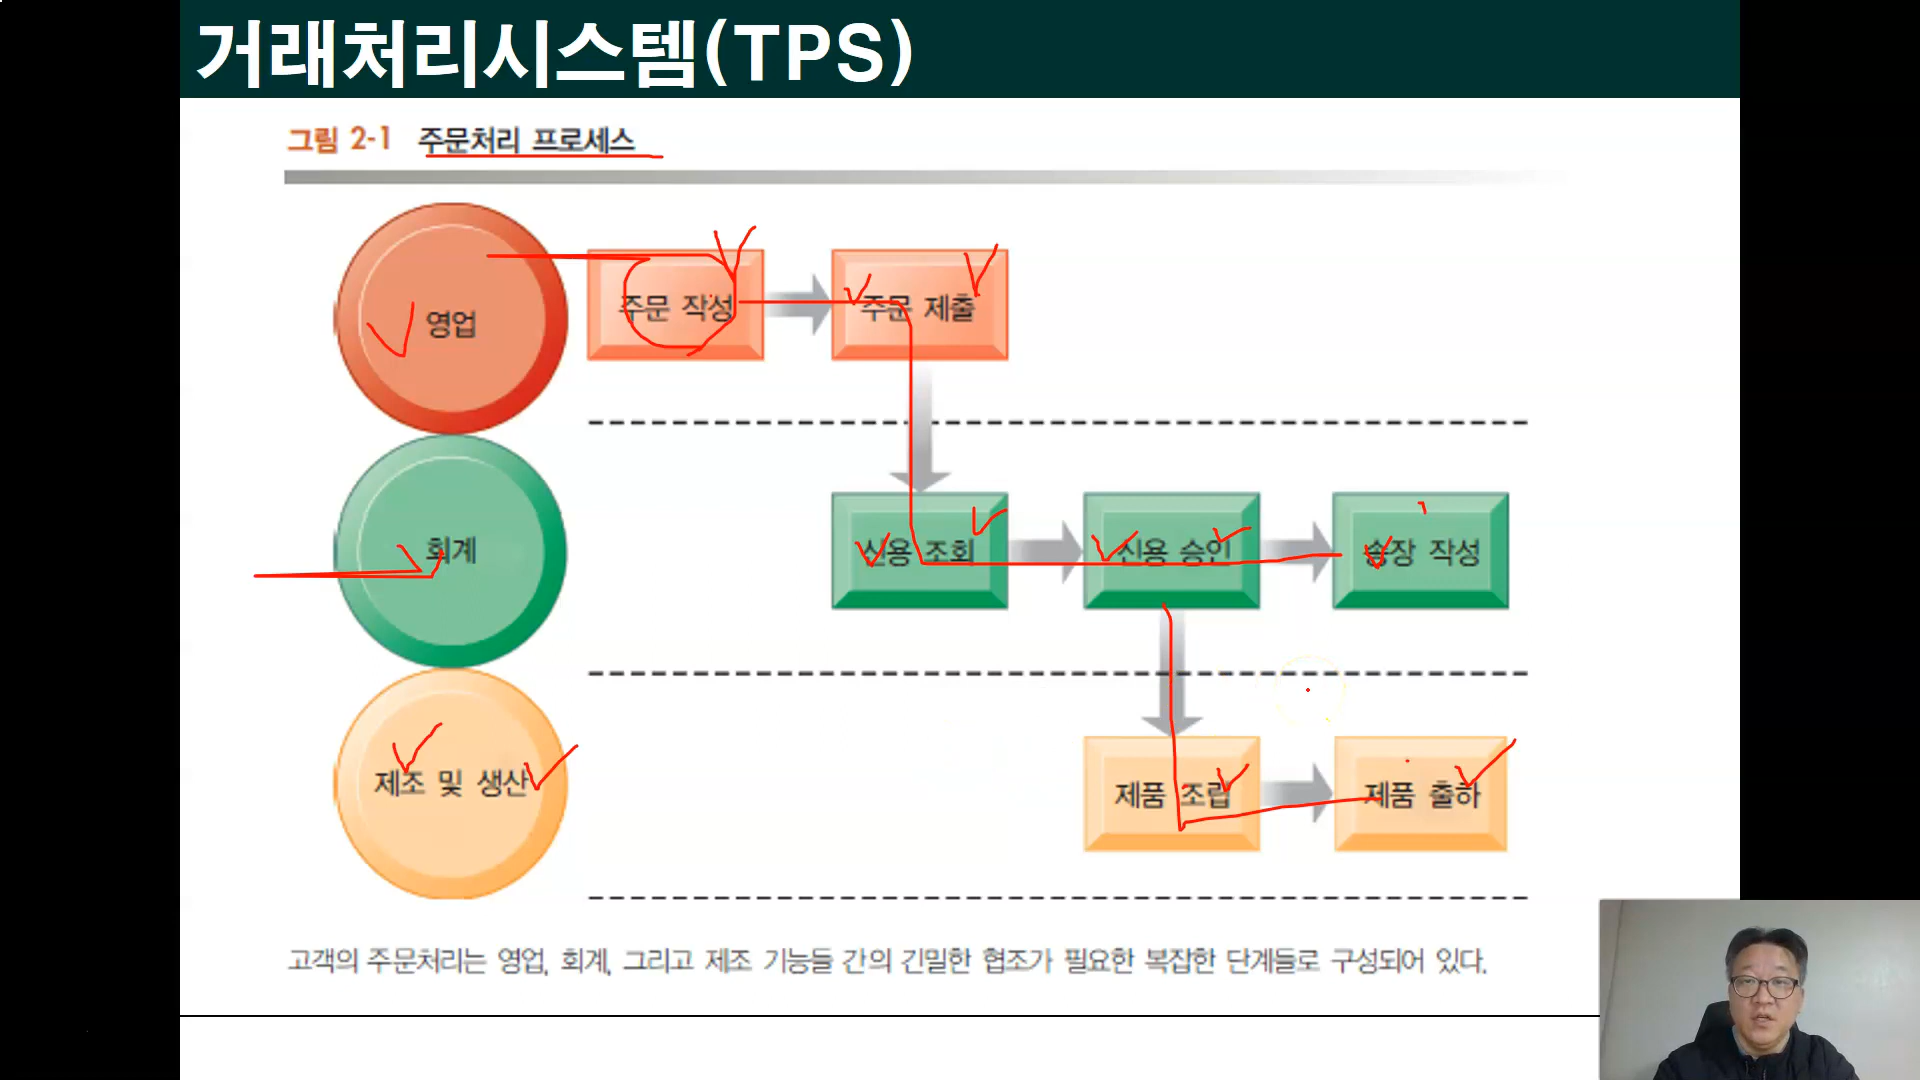 거래처리시스템(TPS)
그림 2-1 주문처리 프로세스
영업
주문 작성
주문 제출
회계
신용 조회
신용 승인
송장 작성
제조 및 생산
제품 조립
제품 출하
고객의 주문처리는 영업, 회계, 그리고 제조 기능들 간의 긴밀한 협조가 필요한 복잡한 단계들로 구성되어 있다.